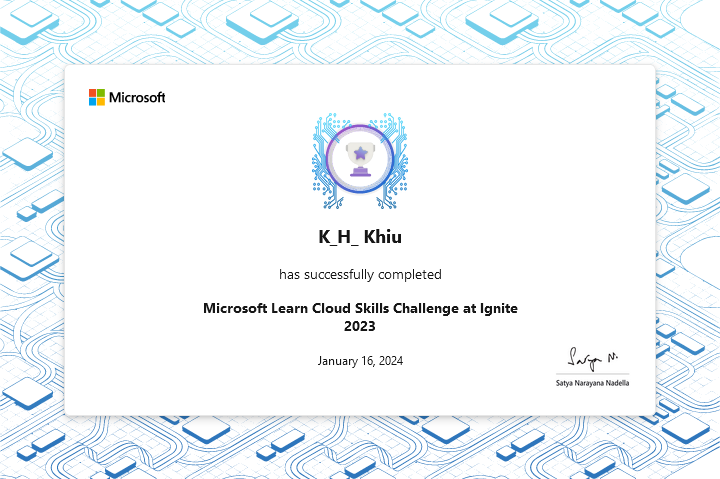 Microsoft
K_H_ Khiu
has successfully completed
Microsoft Learn Cloud Skills Challenge at Ignite
2023
January 16, 2024
Satya N.
Satya Narayana Nadella